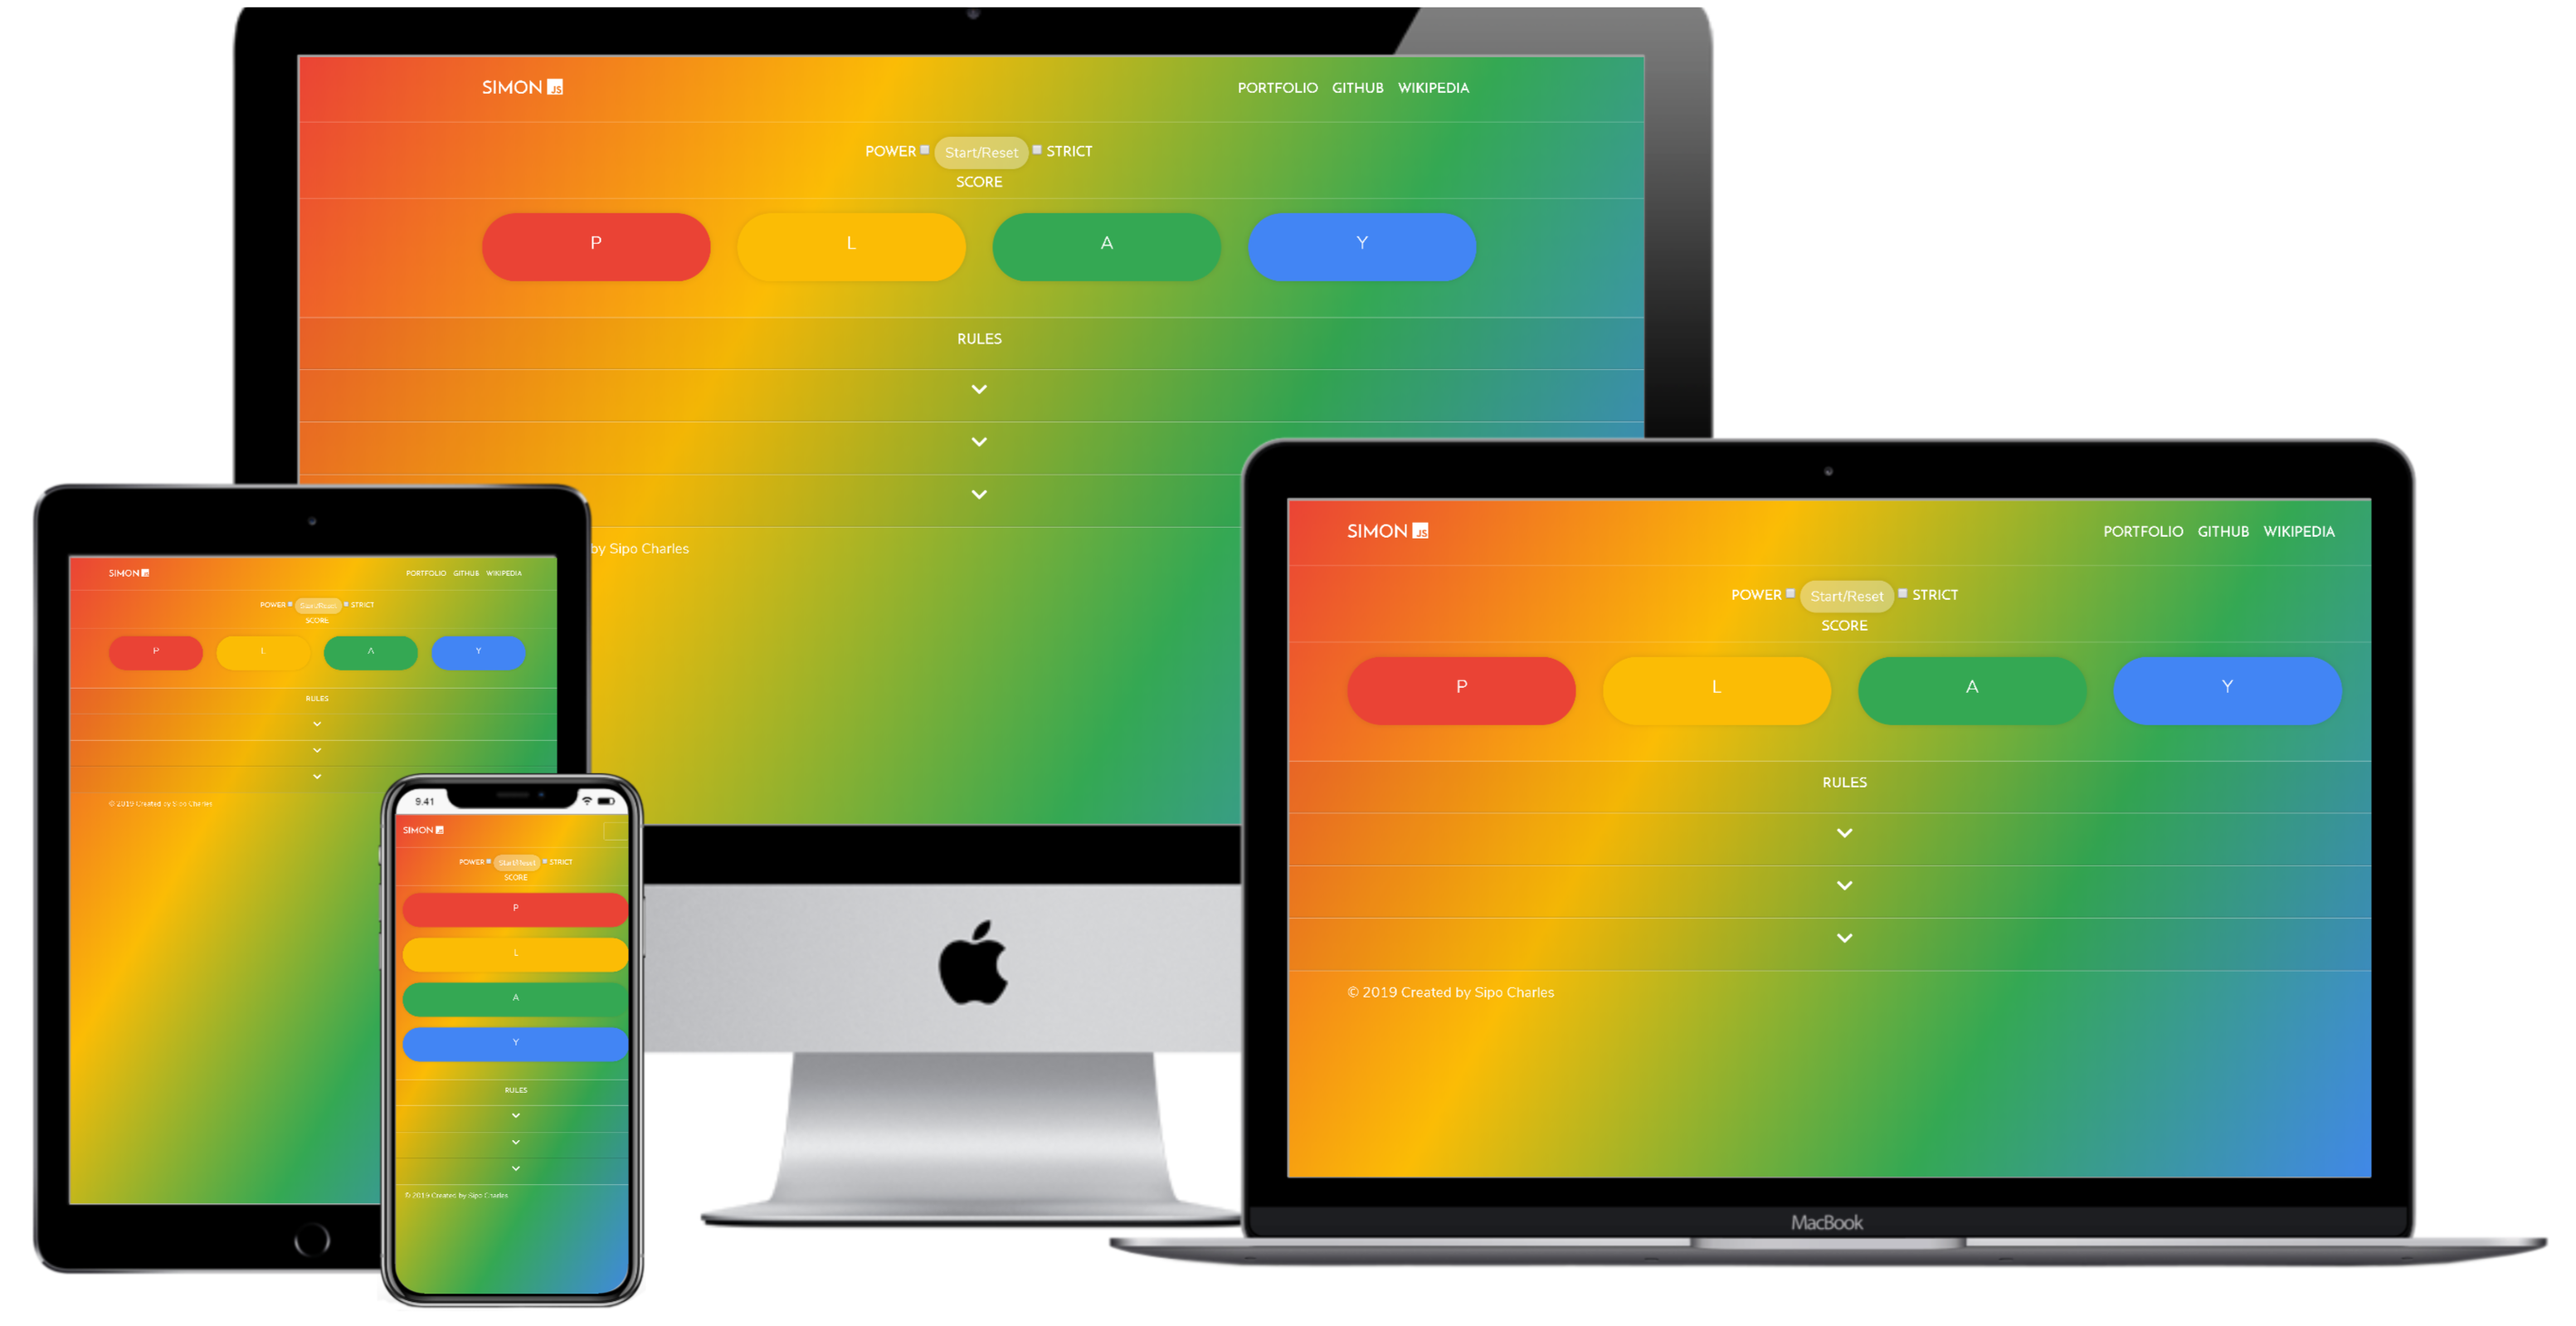 SIMON JS
PORTFOLIO GITHUB WIKIPEDIA
POWER Start/Reset STRICT
SCORE
P L A Y
RULES
by Sipo Charles
SIMON JS
PORTFOLIO GITHUB WIKIPEDIA
POWER Start/Reset STRICT
SCORE
P L A Y
RULES
© 2019 Created by Sipo Charles
MacBook
SIMON JS
PORTFOLIO GITHUB WIKIPEDIA
POWER Start/Reset STRICT
SCORE
P L A Y
RULES
© 2019 Created by Sipo Charles
9.41
SIMON JS
POWER Start/Reset STRICT
SCORE
P
L
A
Y
RULES
© 2019 Created by Sipo Charles